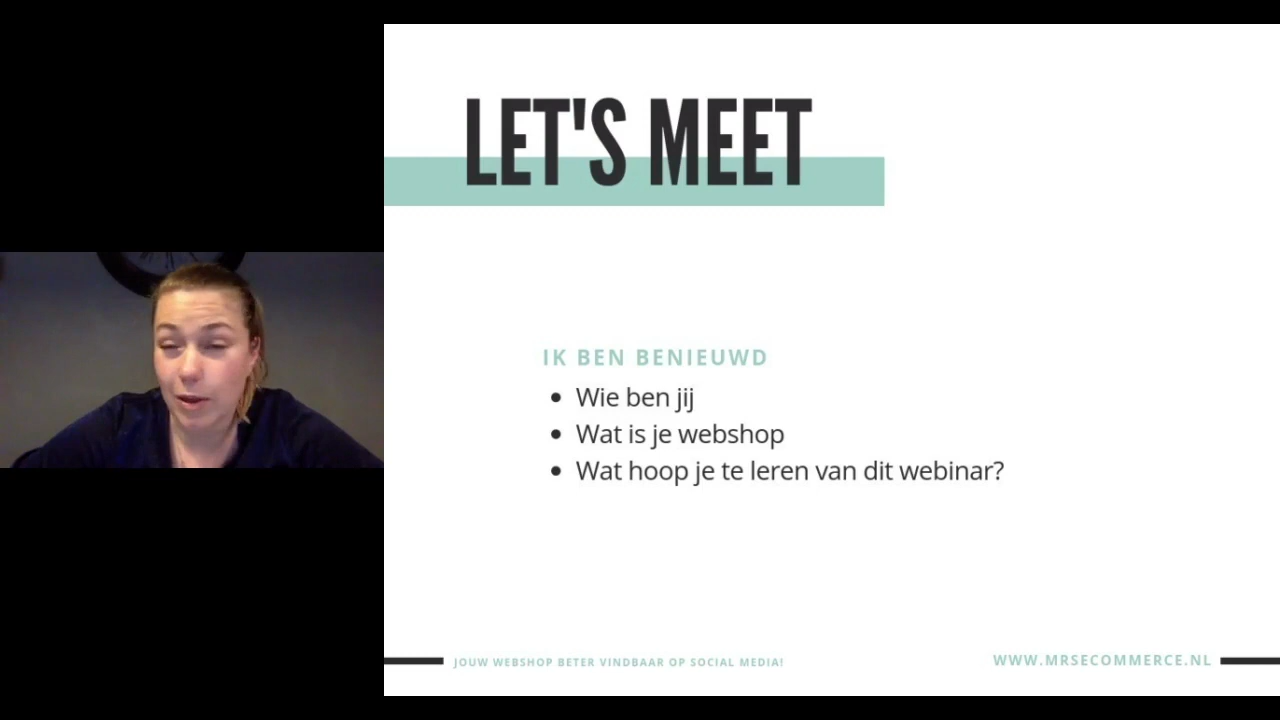 LET'S MEET
IK BEN BENIEUWD
• Wie ben jij
• Wat is je webshop
• Wat hoop je te leren van dit webinar?
JOUW WEBSHOP BETER VINDBAAR OP SOCIAL MEDIA!
WWW.MRSECOMMERCE.NL